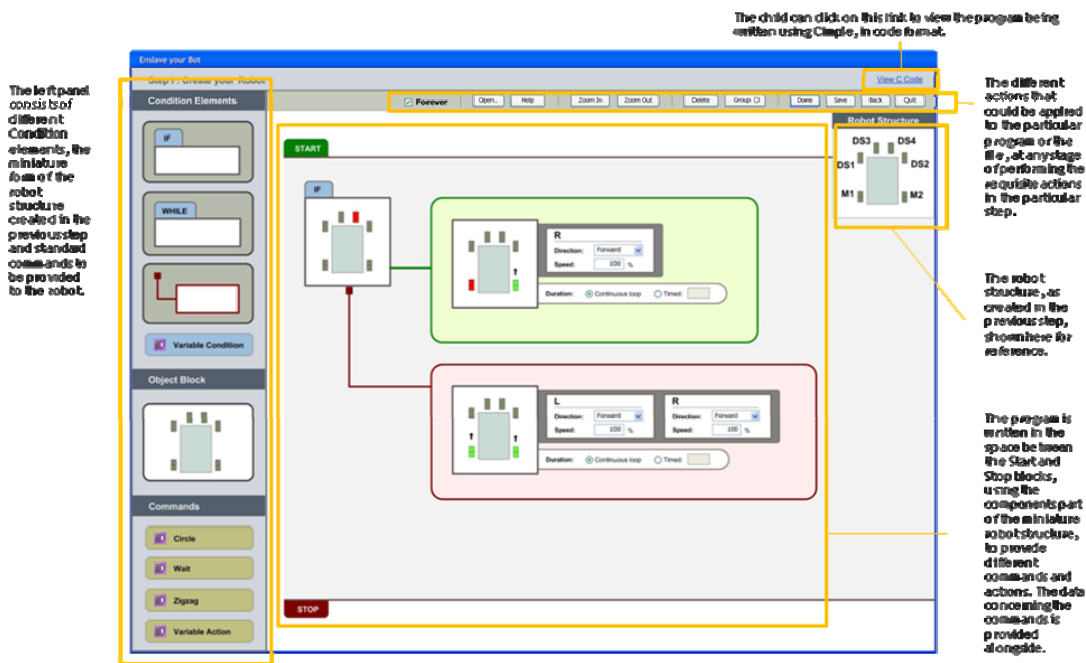 The child can click on this link to view the program being
written using Cimple, in code format.
Enslave your Bot
Step I : Create your Robot
View C Code
The left panel
consists of
different
Condition
elements, the
miniature
form of the
robot
structure
created in the
previous step
and standard
commands to
be provided
to the robot.
Condition Elements
IF
WHILE
Variable Condition
Object Block
Commands
Circle
Wait
Zigzag
Variable Action
Forever
Open..
Help
Zoom In
Zoom Out
Delete
Group
Done
Save
Back
Quit
START
IF
R
Direction: Forward
Speed: 100 %
Duration: Continuous loop Timed:
L
Direction: Forward
Speed: 100 %
R
Direction: Forward
Speed: 100 %
Duration: Continuous loop Timed:
STOP
Robot Structure
DS3 DS4
DS1 DS2
M1 M2
The different
actions that
could be applied
to the particular
program or the
file, at any stage
of performing the
requisite actions
in the particular
step.
The robot
structure, as
created in the
previous step,
shown here for
reference.
The program is
written in the
space between
the Start and
Stop blocks,
using the
components part
of the miniature
robot structure,
to provide
different
commands and
actions. The data
concerning the
commands is
provided
alongside.